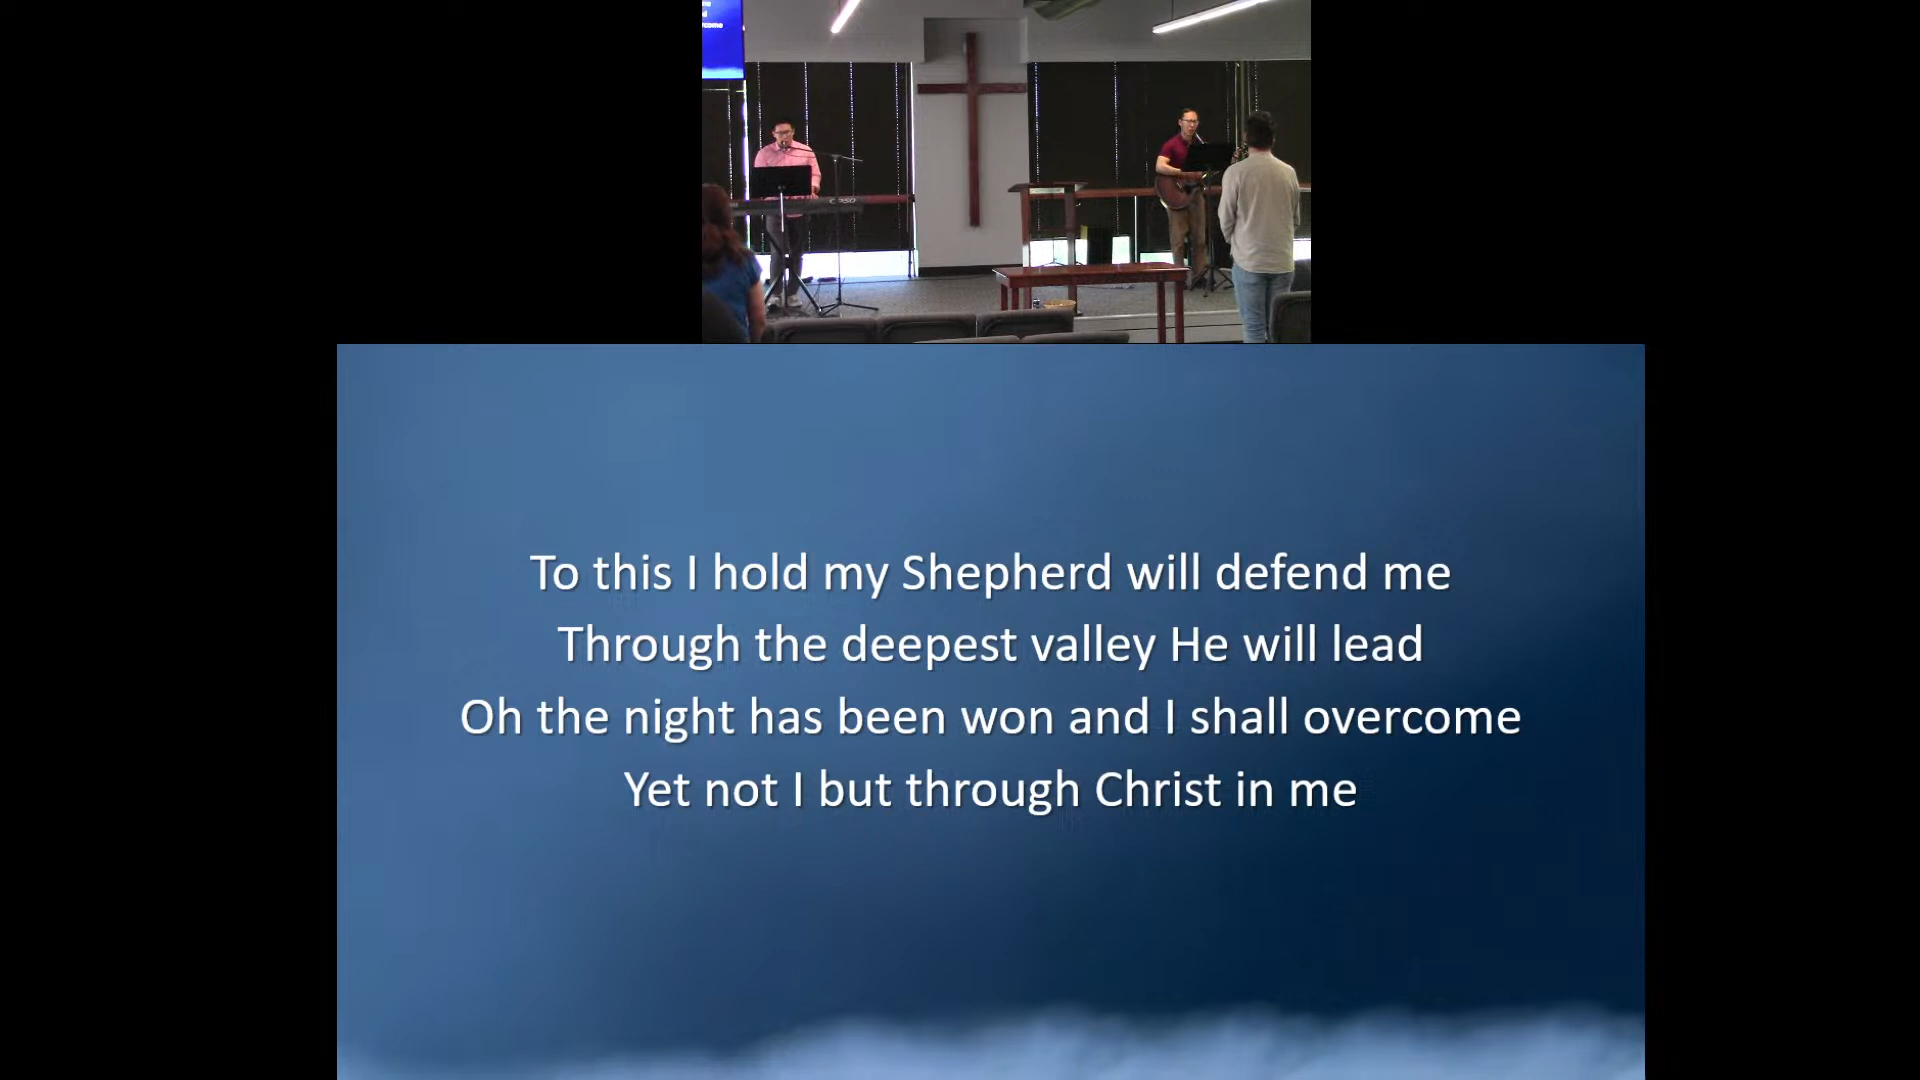 come
To this I hold my Shepherd will defend me
Through the deepest valley He will lead
Oh the night has been won and I shall overcome
Yet not I but through Christ in me